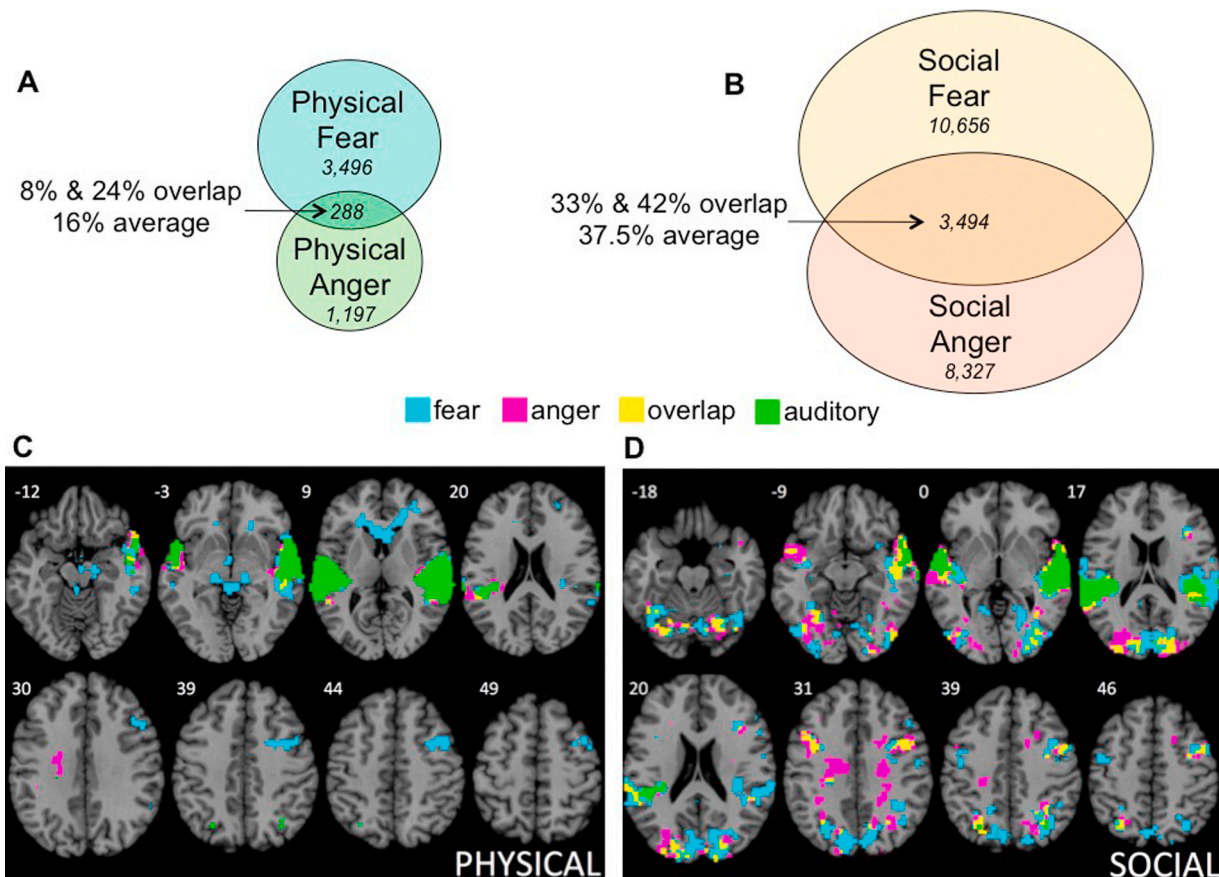 A
Physical
Fear
3,496
8% & 24% overlap
16% average
288
Physical
Anger
1,197
B
Social
Fear
10,656
33% & 42% overlap
37.5% average
3,494
Social
Anger
8,327
fear anger overlap auditory
C
-12 -3 9 20
30 39 44 49
PHYSICAL
D
-18 -9 0 17
20 31 39 46
SOCIAL